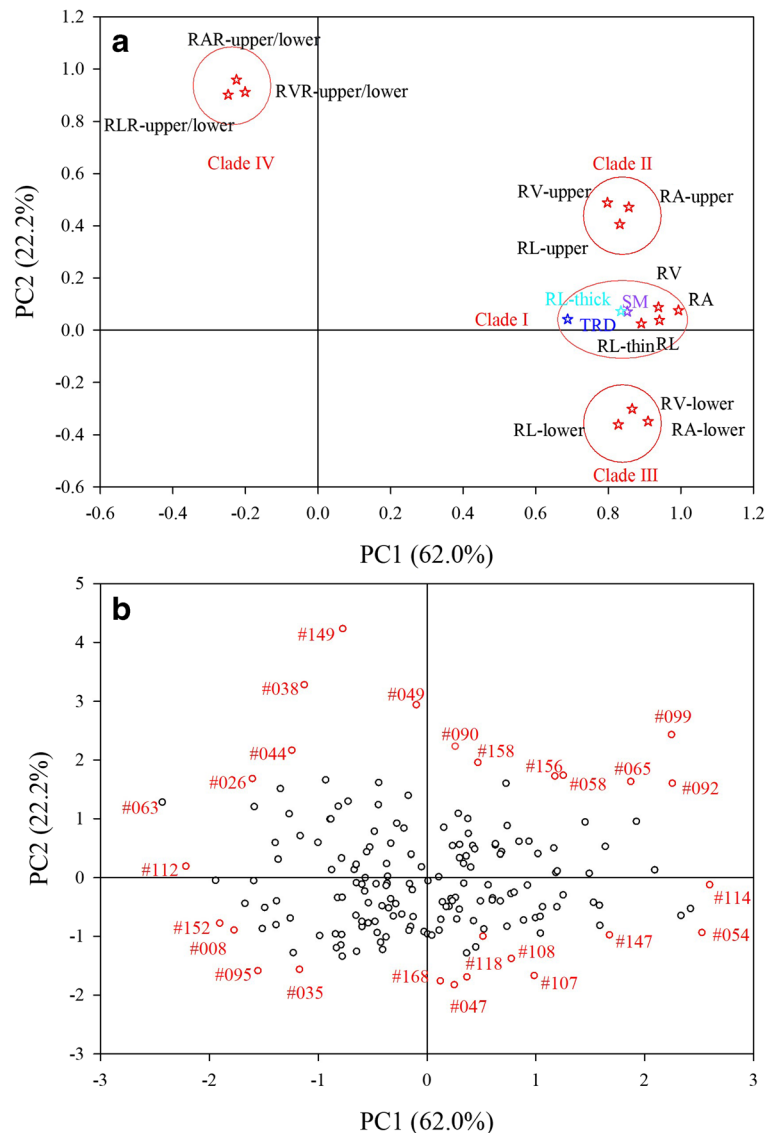 a
1.2
1.0
0.8
0.6
0.4
0.2
0.0
-0.2
-0.4
-0.6
PC2 (22.2%)
RAR-upper/lower
RVR-upper/lower
RLR-upper/lower
Clade IV
Clade II
RV-upper
RA-upper
RL-upper
RV
RL-thick
SM
RA
Clade I
TRD
RL-thin
RL
RV-lower
RL-lower
RA-lower
Clade III
-0.6 -0.4 -0.2 0.0 0.2 0.4 0.6 0.8 1.0 1.2
PC1 (62.0%)
b
5
4
3
2
1
0
-1
-2
-3
PC2 (22.2%)
#149
#038
#049
#099
#090
#044
#158
#156
#065
#026
#058
#092
#063
#112
#114
#152
#054
#147
#008
#108
#118
#095
#168
#035
#107
#047
-3 -2 -1 0 1 2 3
PC1 (62.0%)